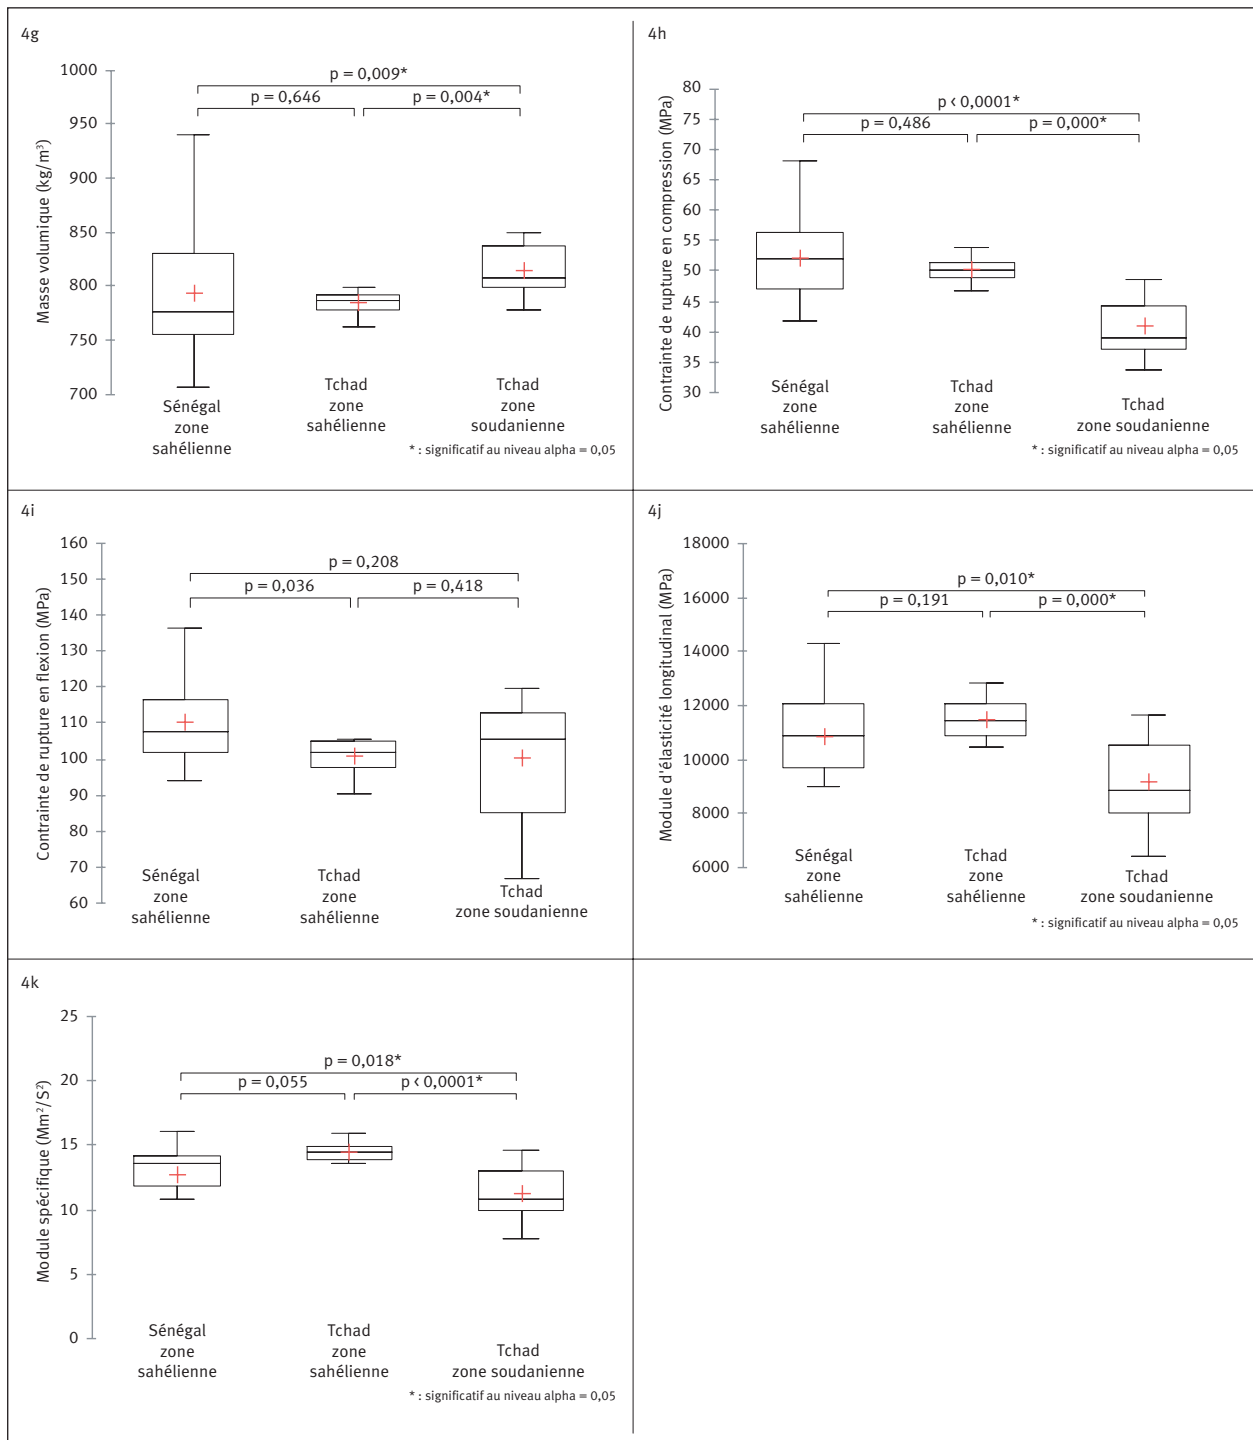 4g
Masse volumique (kg/m³)
1000
950
900
850
800
750
700
p = 0,009*
p = 0,646
p = 0,004*
Sénégal
zone
sahélienne
Tchad
zone
sahélienne
Tchad
zone
soudanienne
* : significatif au niveau alpha = 0,05
4h
Contrainte de rupture en compression (MPa)
80
75
70
65
60
55
50
45
40
35
30
p < 0,0001*
p = 0,486
p = 0,000*
Sénégal
zone
sahélienne
Tchad
zone
sahélienne
Tchad
zone soudanienne
* : significatif au niveau alpha = 0,05
4i
Contrainte de rupture en flexion (MPa)
160
150
140
130
120
110
100
90
80
70
60
p = 0,208
p = 0,036
p = 0,418
Sénégal
zone
sahélienne
Tchad
zone
sahélienne
Tchad
zone soudanienne
4j
Module d'élasticité longitudinal (MPa)
18000
16000
14000
12000
10000
8000
6000
p = 0,010*
p = 0,191
p = 0,000*
Sénégal
zone
sahélienne
Tchad
zone
sahélienne
Tchad
zone soudanienne
* : significatif au niveau alpha = 0,05
4k
Module spécifique (Mm²/S²)
25
20
15
10
5
0
p = 0,018*
p = 0,055
p < 0,0001*
Sénégal
zone
sahélienne
Tchad
zone
sahélienne
Tchad
zone soudanienne
* : significatif au niveau alpha = 0,05